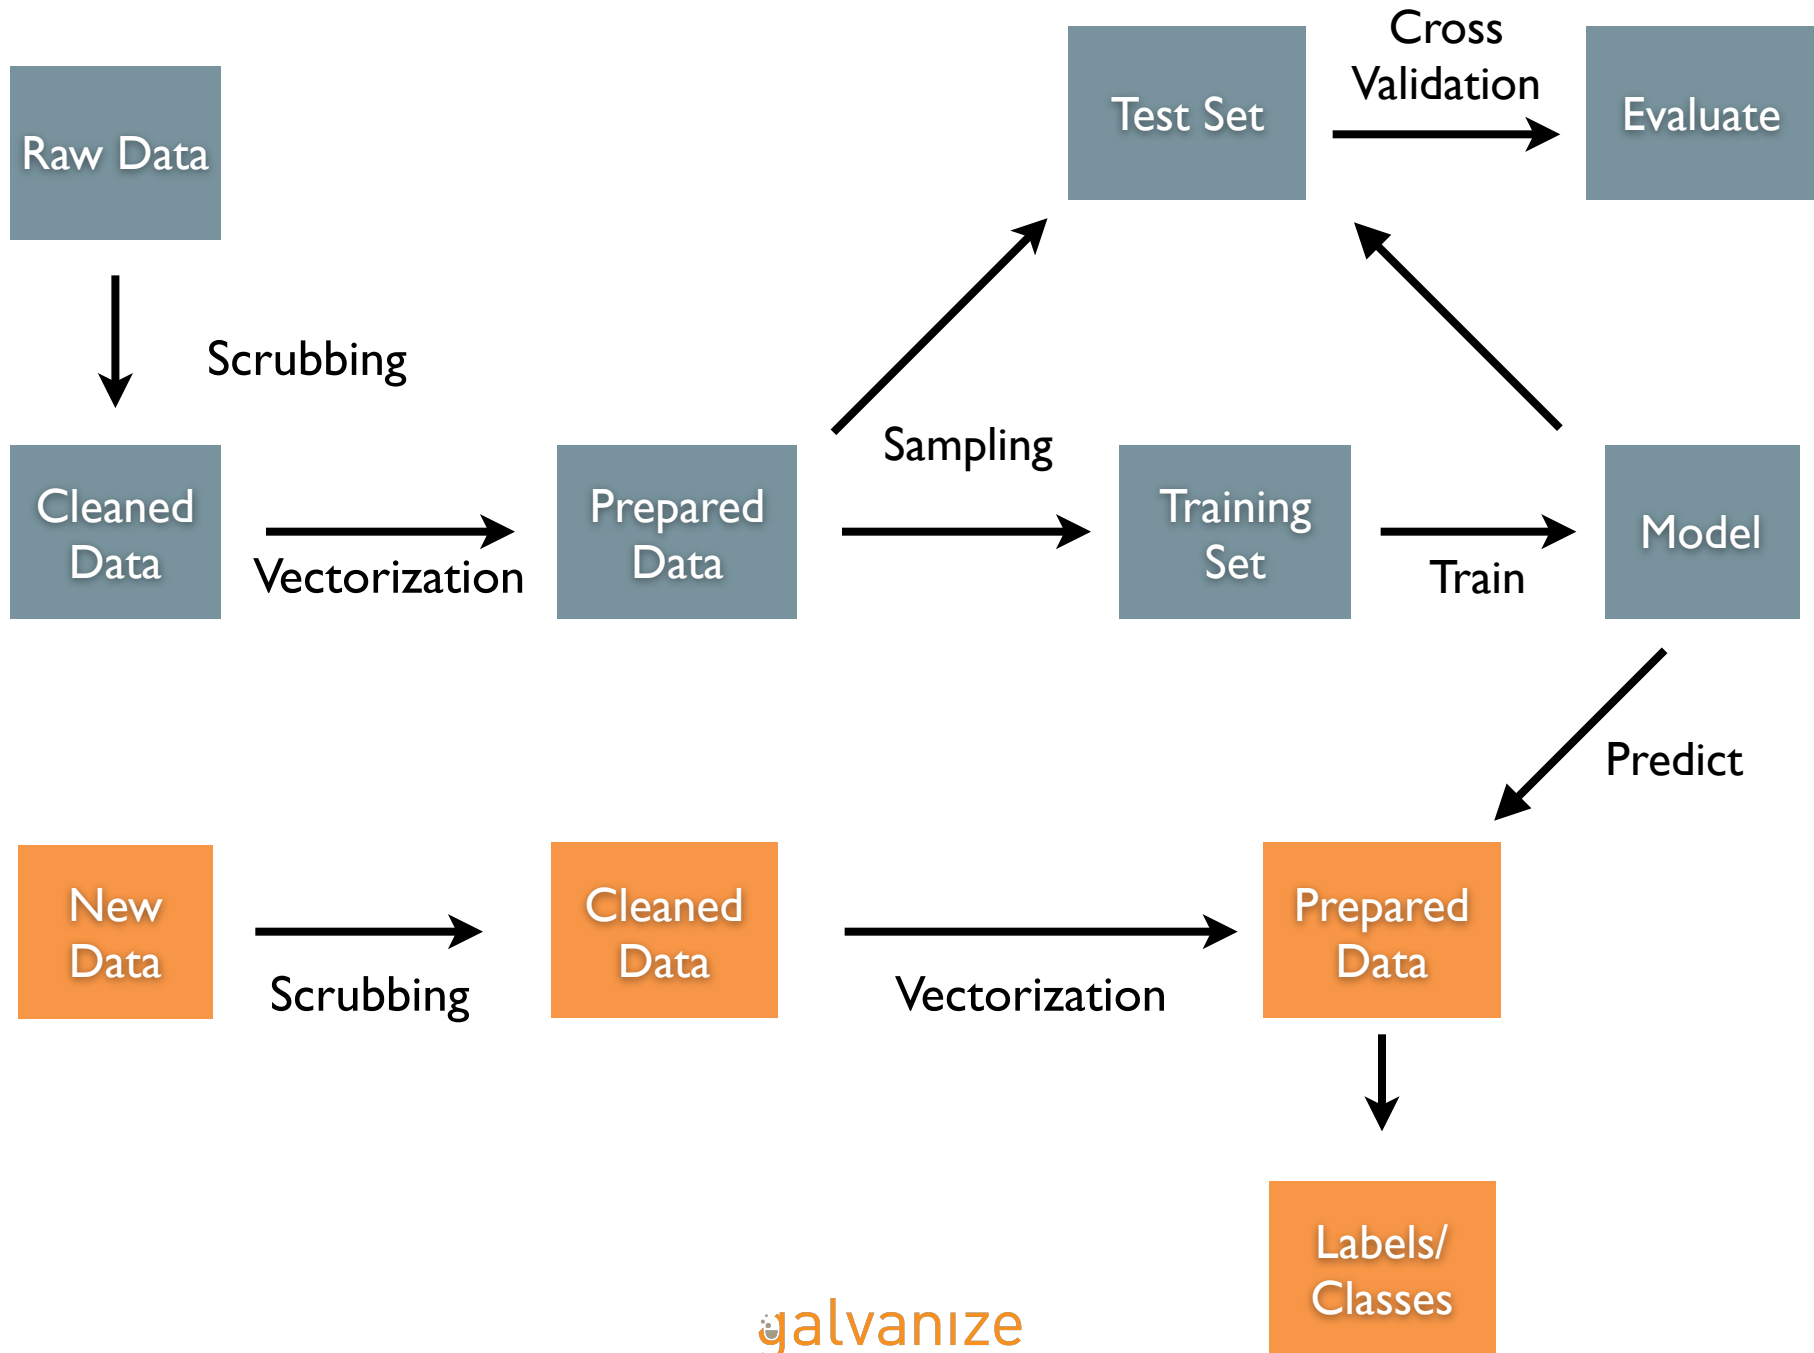 Cross
Validation
Test Set
Evaluate
Raw Data
Scrubbing
Sampling
Cleaned
Data
Vectorization
Prepared
Data
Training
Set
Train
Model
Predict
New
Data
Scrubbing
Cleaned
Data
Vectorization
Prepared
Data
Labels/
Classes
galvanize